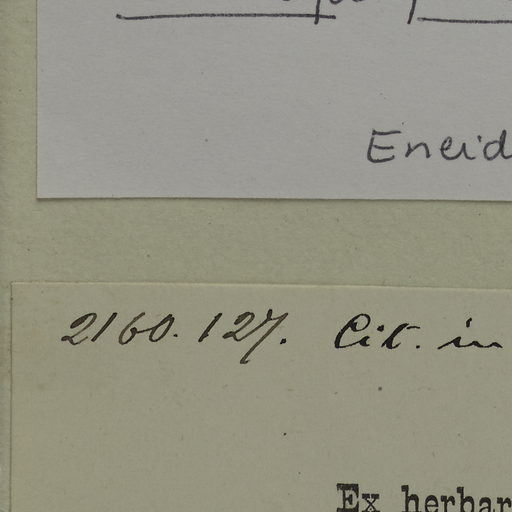 Eneid
2160. 127. Cit. in
Ex herbar